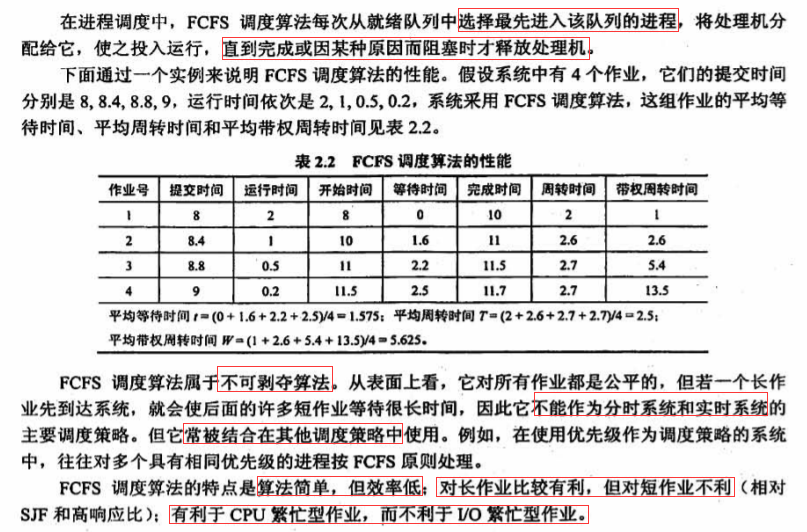 在进程调度中，FCFS 调度算法每次从就绪队列中选择最先进入该队列的进程，将处理机分
配给它，使之投入运行，直到完成或因某种原因而阻塞时才释放处理机。
下面通过一个实例来说明 FCFS 调度算法的性能。假设系统中有 4 个作业，它们的提交时间
分别是 8, 8.4, 8.8, 9，运行时间依次是 2, 1, 0.5, 0.2，系统采用 FCFS 调度算法，这组作业的平均等
待时间、平均周转时间和平均带权周转时间见表 2.2。
表 2.2 FCFS 调度算法的性能
作业号 提交时间 运行时间 开始时间 等待时间 完成时间 周转时间 带权周转时间
1 8 2 8 0 10 2 1
2 8.4 1 10 1.6 11 2.6 2.6
3 8.8 0.5 11 2.2 11.5 2.7 5.4
4 9 0.2 11.5 2.5 11.7 2.7 13.5
平均等待时间 t = (0 + 1.6 + 2.2 + 2.5)/4 = 1.575；平均周转时间 T = (2 + 2.6 + 2.7 + 2.7)/4 = 2.5；
平均带权周转时间 W = (1 + 2.6 + 5.4 + 13.5)/4 = 5.625。
FCFS 调度算法属于不可剥夺算法。从表面上看，它对所有作业都是公平的，但若一个长作
业先到达系统，就会使后面的许多短作业等待很长时间，因此它不能作为分时系统和实时系统的
主要调度策略。但它常被结合在其他调度策略中使用。例如，在使用优先级作为调度策略的系统
中，往往对多个具有相同优先级的进程按 FCFS 原则处理。
FCFS 调度算法的特点是算法简单，但效率低；对长作业比较有利，但对短作业不利（相对
SJF 和高响应比）；有利于 CPU 繁忙型作业，而不利于 I/O 繁忙型作业。